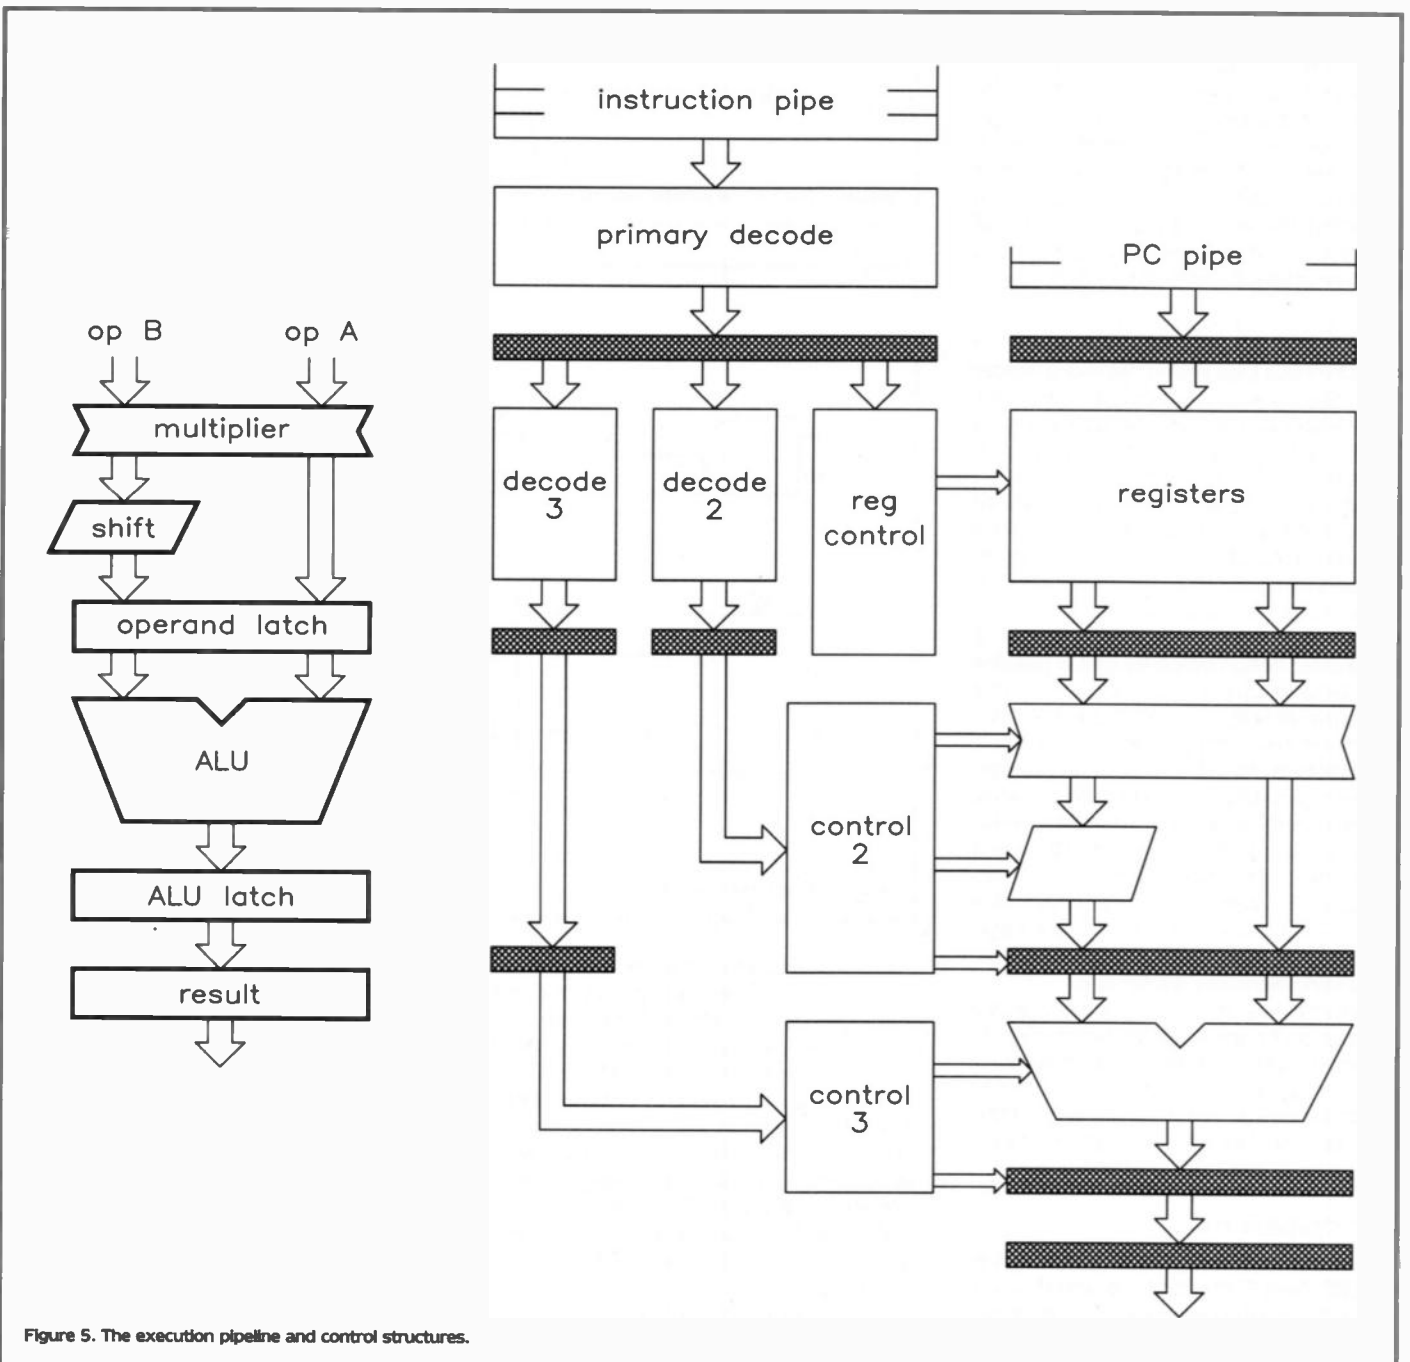 instruction pipe
primary decode
PC pipe
op B
op A
multiplier
shift
operand latch
ALU
ALU latch
result
decode
3
decode
2
reg
control
registers
control
2
control
3
Figure 5. The execution pipeline and control structures.